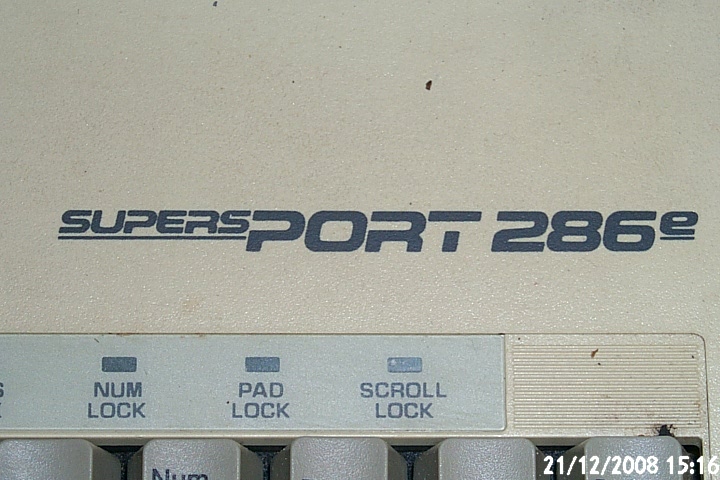 SUPERSPORT 286e
NUM LOCK
PAD LOCK
SCROLL LOCK
Num
21/12/2008 15:16